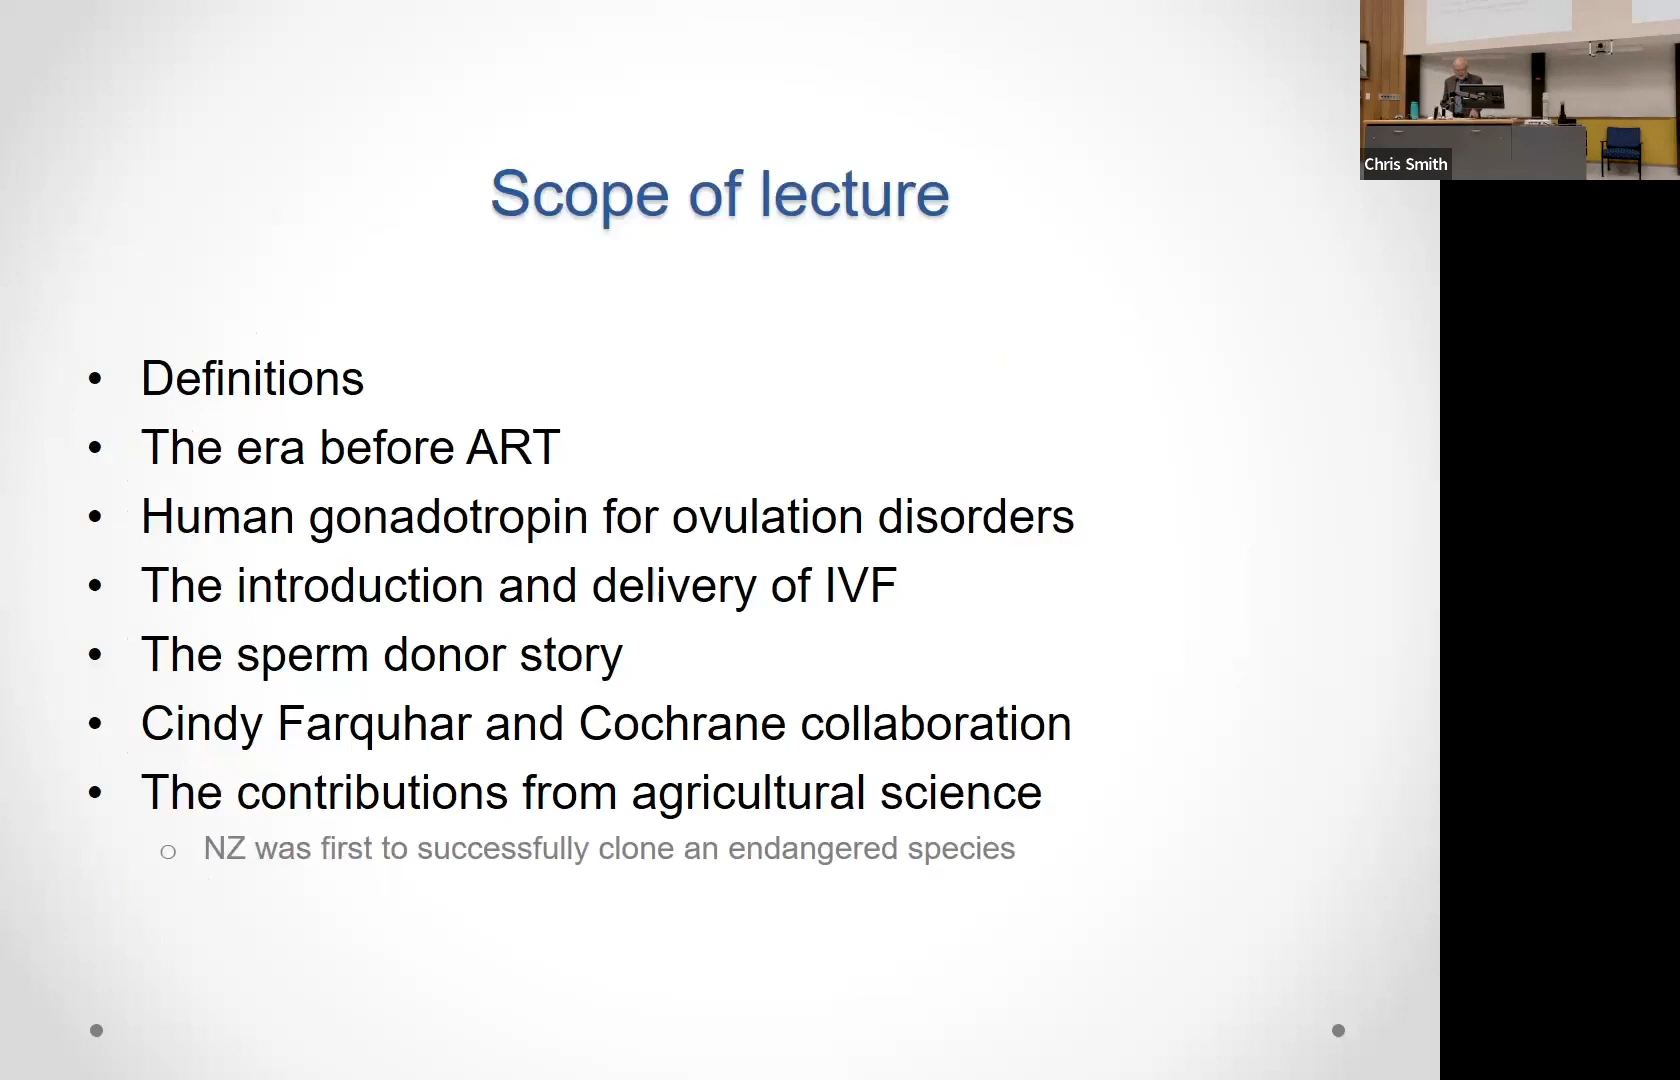 Scope of lecture
• Definitions
• The era before ART
• Human gonadotropin for ovulation disorders
• The introduction and delivery of IVF
• The sperm donor story
• Cindy Farquhar and Cochrane collaboration
• The contributions from agricultural science
o NZ was first to successfully clone an endangered species
Chris Smith